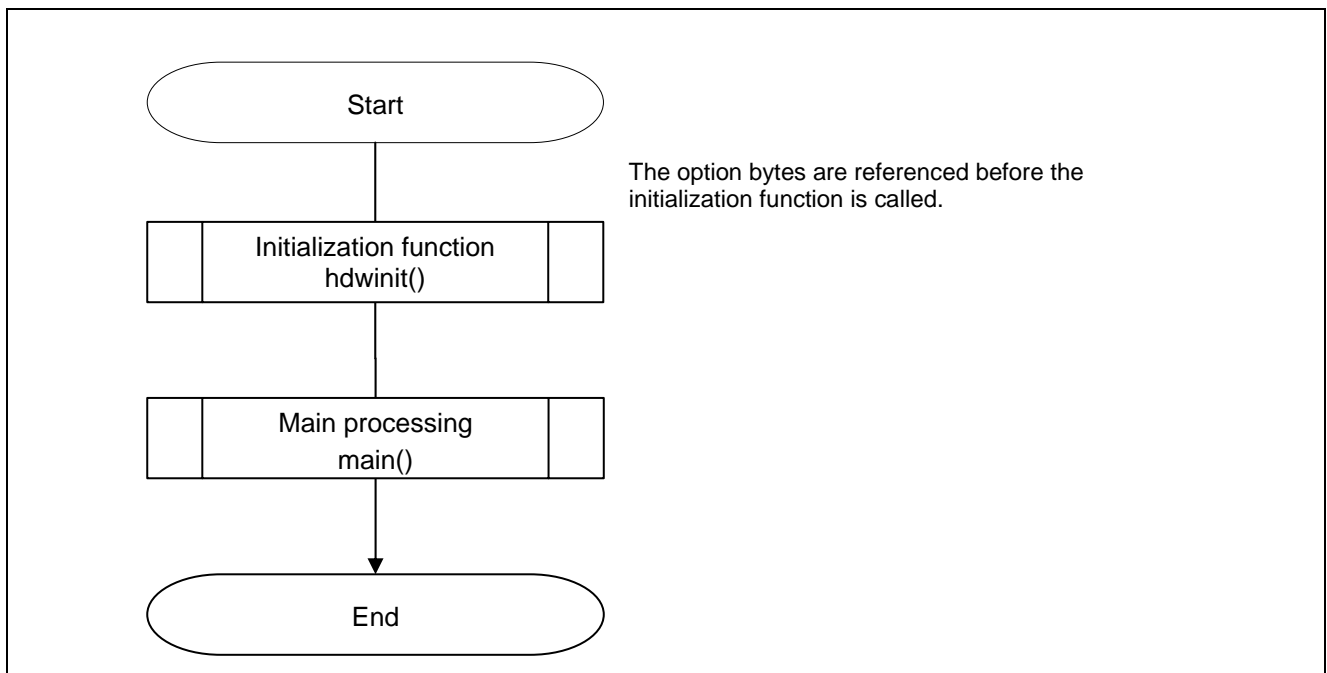 Start
The option bytes are referenced before the
initialization function is called.
Initialization function
hdwinit()
Main processing
main()
End